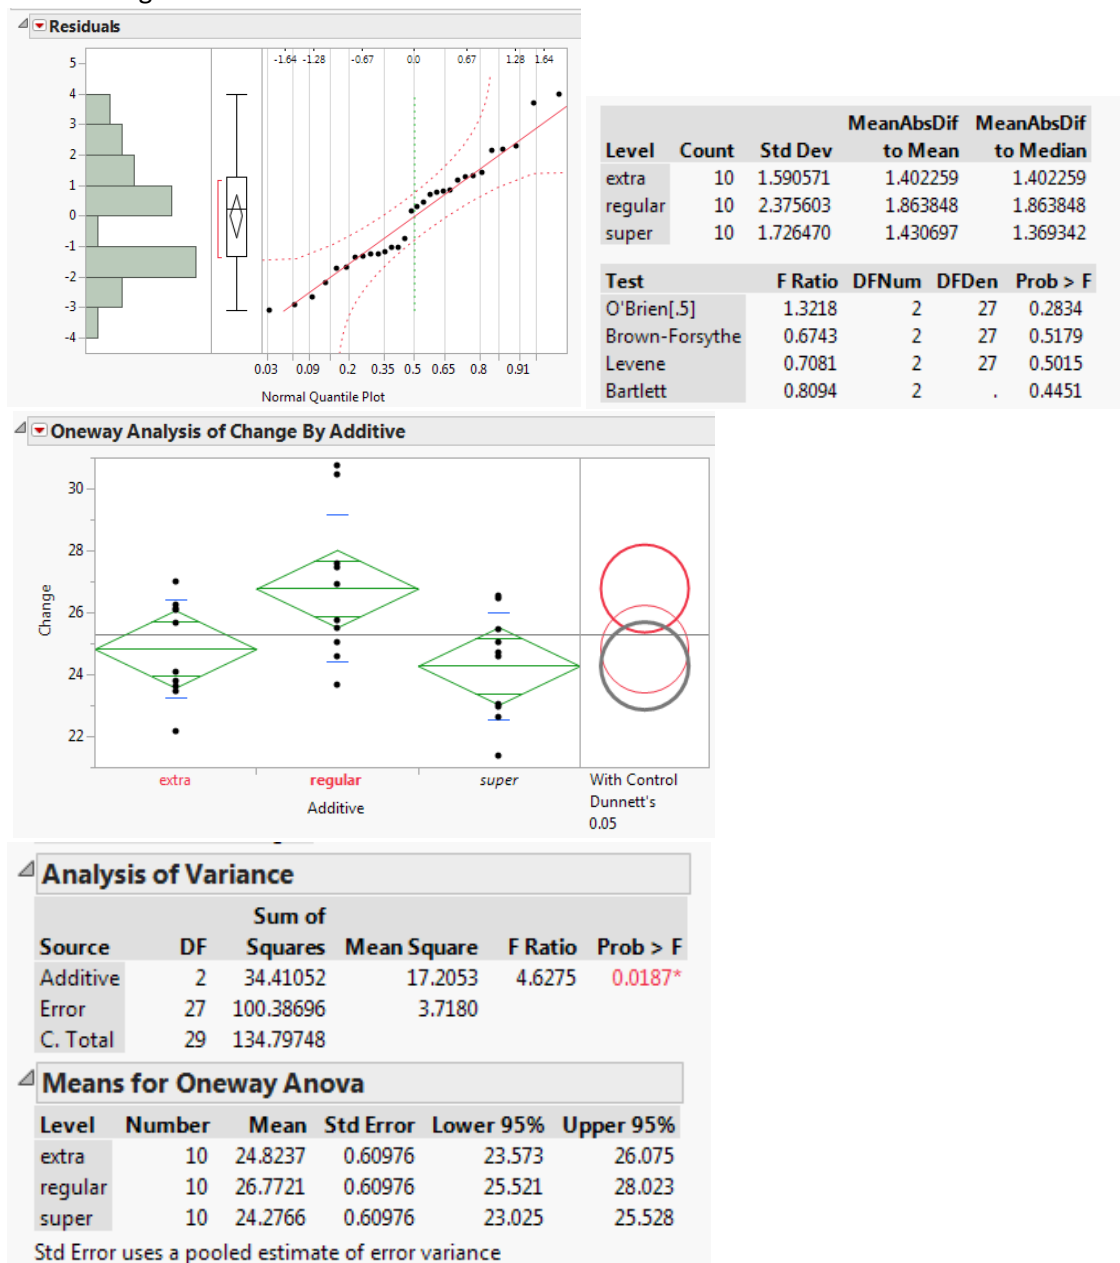 Residuals
5
4
3
2
1
0
-1
-2
-3
-4
-1.64 -1.28 -0.67 0.0 0.67 1.28 1.64
0.03 0.09 0.2 0.35 0.5 0.65 0.8 0.91
Normal Quantile Plot
MeanAbsDif MeanAbsDif
Level Count Std Dev to Mean to Median
extra 10 1.590571 1.402259 1.402259
regular 10 2.375603 1.863848 1.863848
super 10 1.726470 1.430697 1.369342
Test F Ratio DFNum DFDen Prob > F
O'Brien[.5] 1.3218 2 27 0.2834
Brown-Forsythe 0.6743 2 27 0.5179
Levene 0.7081 2 27 0.5015
Bartlett 0.8094 2 . 0.4451
Oneway Analysis of Change By Additive
Change
30
28
26
24
22
extra regular super
Additive
With Control
Dunnett's
0.05
Analysis of Variance
Sum of
Source DF Squares Mean Square F Ratio Prob > F
Additive 2 34.41052 17.2053 4.6275 0.0187*
Error 27 100.38696 3.7180
C. Total 29 134.79748
Means for Oneway Anova
Level Number Mean Std Error Lower 95% Upper 95%
extra 10 24.8237 0.60976 23.573 26.075
regular 10 26.7721 0.60976 25.521 28.023
super 10 24.2766 0.60976 23.025 25.528
Std Error uses a pooled estimate of error variance